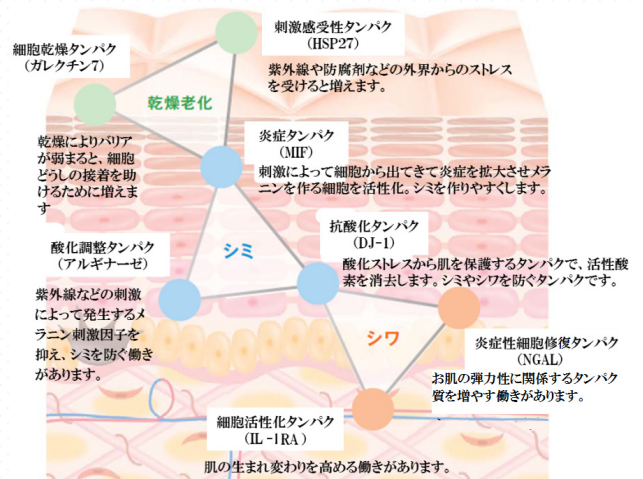 刺激感受性タンパク
(HSP27)
紫外線や防腐剤などの外界からのストレス
を受けると増えます。
細胞乾燥タンパク
(ガレクチン7)
乾燥老化
乾燥によりバリア
が弱まると、細胞
どうしの接着を助
けるために増えま
す
炎症タンパク
(MIF)
刺激によって細胞から出てきて炎症を拡大させメラ
ニンを作る細胞を活性化。シミを作りやすくします。
酸化調整タンパク
(アルギナーゼ)
シミ
紫外線などの刺激
によって発生するメ
ラニン刺激因子を
抑え、シミを防ぐ働き
があります。
抗酸化タンパク
(DJ-1)
酸化ストレスから肌を保護するタンパクで、活性酸
素を消去します。シミやシワを防ぐタンパクです。
シワ
炎症性細胞修復タンパク
(NGAL)
お肌の弾力性に関係するタンパク
質を増やす働きがあります。
細胞活性化タンパク
(IL-1RA)
肌の生まれ変わりを高める働きがあります。